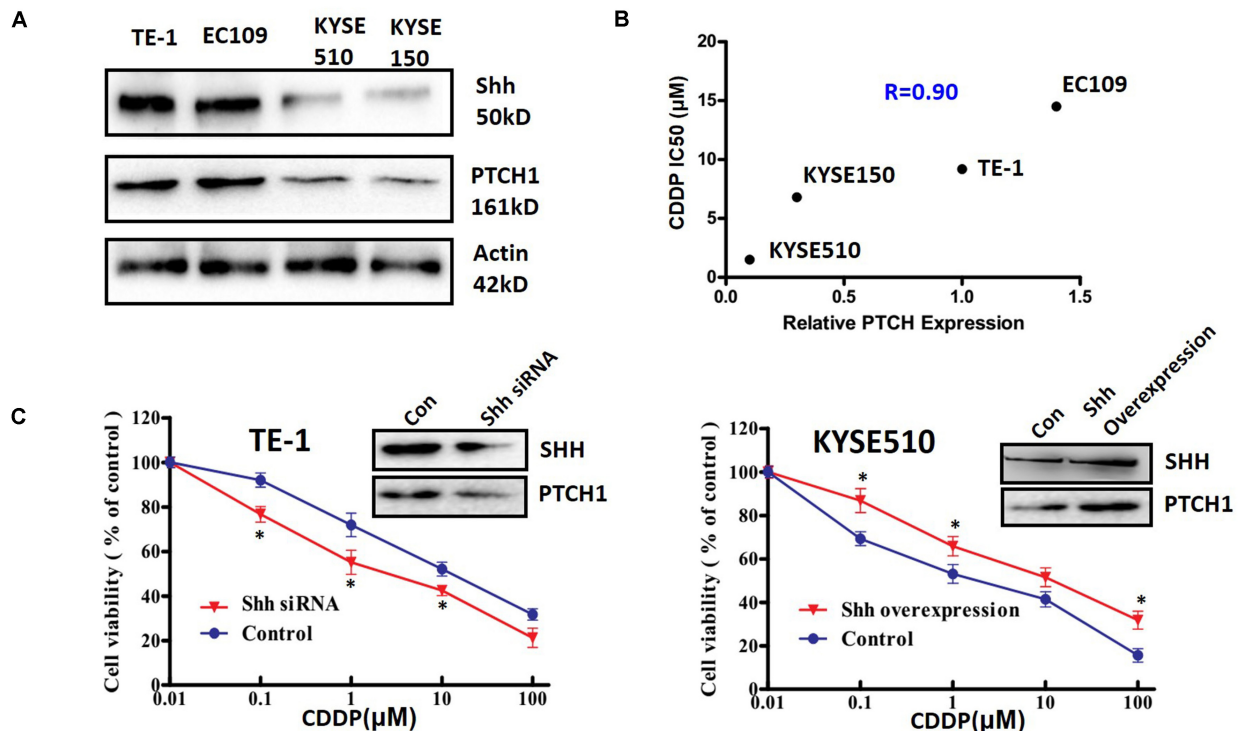 A
TE-1 EC109 KYSE 510 KYSE 150
Shh
50kD
PTCH1
161kD
Actin
42kD
B
20
15
10
5
0
CDDP IC50 (µM)
R=0.90
EC109
TE-1
KYSE150
KYSE510
0.0 0.5 1.0 1.5
Relative PTCH Expression
C
Cell viability ( % of control )
120
100
80
60
40
20
0
TE-1
Con Shh siRNA
SHH
PTCH1
*
*
*
Shh siRNA
Control
0.01 0.1 1 10 100
CDDP(µM)
Cell viability ( % of control )
120
100
80
60
40
20
0
KYSE510
Con Shh Overexpression
SHH
PTCH1
*
*
*
Shh overexpression
Control
0.01 0.1 1 10 100
CDDP(µM)